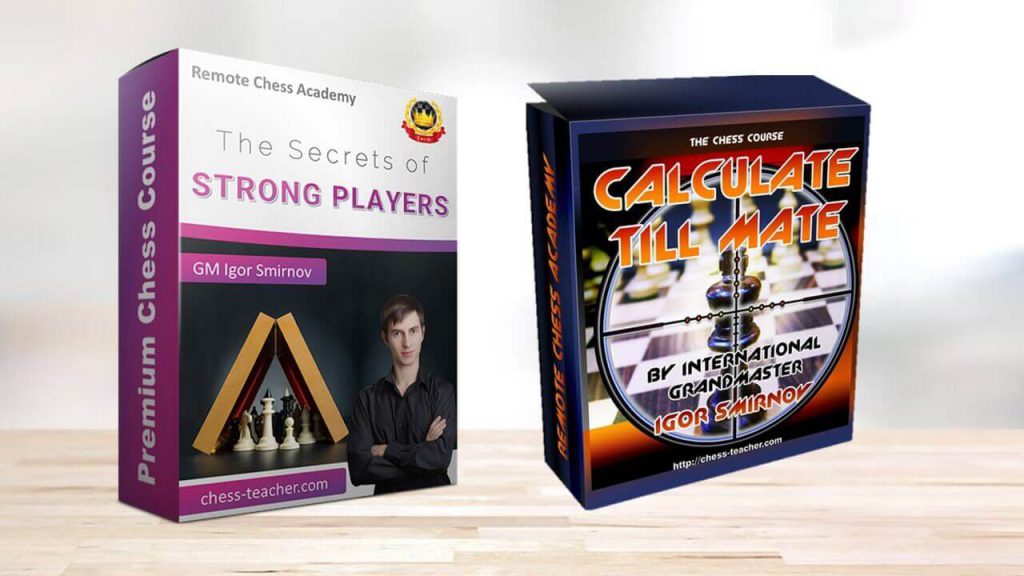 Premium Chess Course
Remote Chess Academy
The Secrets of
STRONG PLAYERS
GM Igor Smirnov
chess-teacher.com
REMOTE CHESS ACADEMY
THE CHESS COURSE
CALCULATE
TILL MATE
BY INTERNATIONAL
GRANDMASTER
IGOR SMIRNOV
http://chess-teacher.com